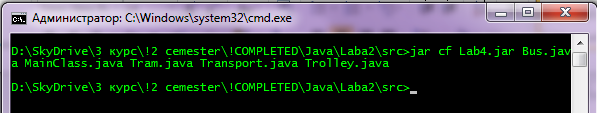 Администратор: C:\Windows\system32\cmd.exe
D:\SkyDrive\3 курс\!2 cemester\!COMPLETED\Java\Laba2\src>jar cf Lab4.jar Bus.jav
a MainClass.java Tram.java Transport.java Trolley.java
D:\SkyDrive\3 курс\!2 cemester\!COMPLETED\Java\Laba2\src>